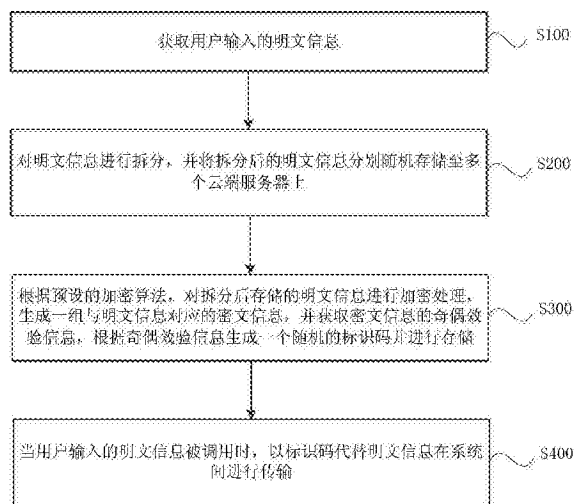 获取用户输入的明文信息
S100
对明文信息进行拆分，并将拆分后的明文信息分别随机存储至多
个云端服务器上
S200
根据预设的加密算法，对拆分后存储的明文信息进行加密处理，
生成一组与明文信息对应的密文信息，并获取密文信息的奇偶效
验信息，根据奇偶效验信息生成一个随机的标识码并进行存储
S300
当用户输入的明文信息被调用时，以标识码代替明文信息在系统
间进行传输
S400